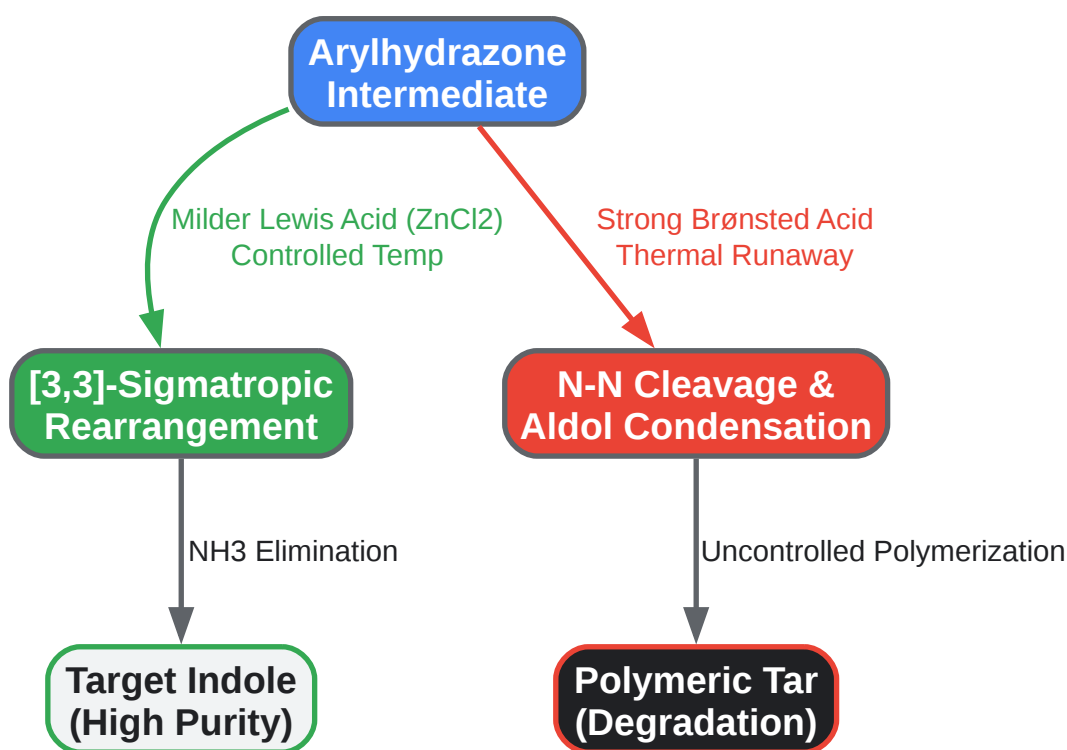 Arylhydrazone
Intermediate
Milder Lewis Acid (ZnCl2)
Controlled Temp
Strong Brønsted Acid
Thermal Runaway
[3,3]-Sigmatropic
Rearrangement
N-N Cleavage &
Aldol Condensation
NH3 Elimination
Uncontrolled Polymerization
Target Indole
(High Purity)
Polymeric Tar
(Degradation)